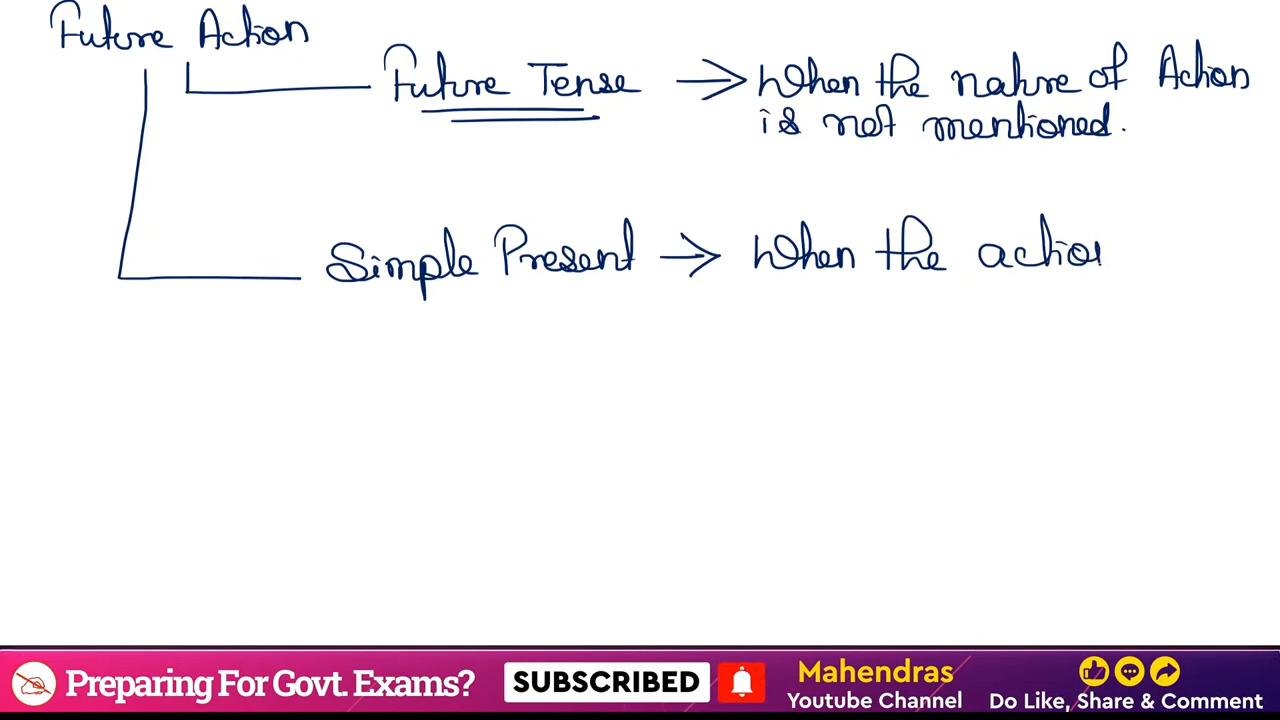 Future Action
Future Tense → When the nature of Action
is not mentioned.
Simple Present → When the action
Preparing For Govt. Exams?
SUBSCRIBED
Mahendras
Youtube Channel
Do Like, Share & Comment